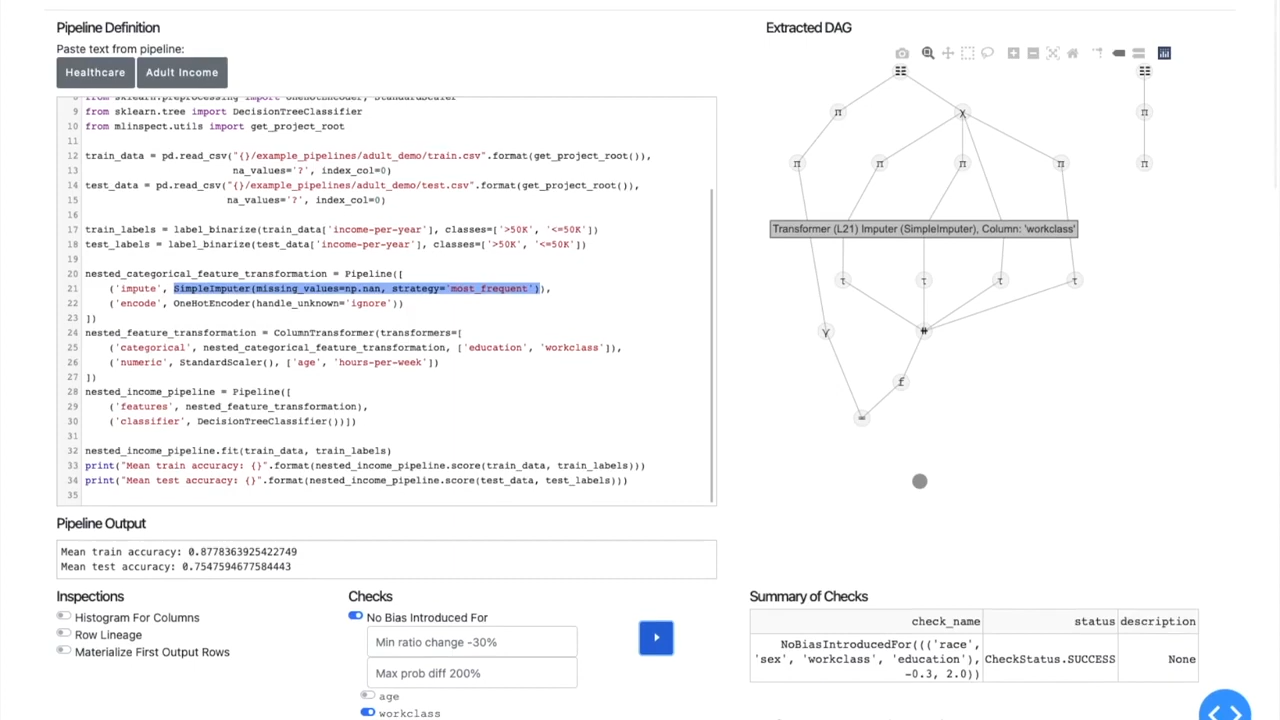 Pipeline Definition
Paste text from pipeline:
Healthcare
Adult Income
8 from sklearn.preprocessing import OneHotEncoder, StandardScaler
9 from sklearn.tree import DecisionTreeClassifier
10 from mlinspect.utils import get_project_root
11
12 train_data = pd.read_csv("{}/example_pipelines/adult_demo/train.csv".format(get_project_root()),
13 na_values='?', index_col=0)
14 test_data = pd.read_csv("{}/example_pipelines/adult_demo/test.csv".format(get_project_root()),
15 na_values='?', index_col=0)
16
17 train_labels = label_binarize(train_data['income-per-year'], classes=['>50K', '<=50K'])
18 test_labels = label_binarize(test_data['income-per-year'], classes=['>50K', '<=50K'])
19
20 nested_categorical_feature_transformation = Pipeline([
21 ('impute', SimpleImputer(missing_values=np.nan, strategy='most_frequent')),
22 ('encode', OneHotEncoder(handle_unknown='ignore'))
23 ])
24 nested_feature_transformation = ColumnTransformer(transformers=[
25 ('categorical', nested_categorical_feature_transformation, ['education', 'workclass']),
26 ('numeric', StandardScaler(), ['age', 'hours-per-week'])
27 ])
28 nested_income_pipeline = Pipeline([
29 ('features', nested_feature_transformation),
30 ('classifier', DecisionTreeClassifier())])
31
32 nested_income_pipeline.fit(train_data, train_labels)
33 print("Mean train accuracy: {}".format(nested_income_pipeline.score(train_data, train_labels)))
34 print("Mean test accuracy: {}".format(nested_income_pipeline.score(test_data, test_labels)))
35
Pipeline Output
Mean train accuracy: 0.8778363925422749
Mean test accuracy: 0.7547594677584443
Inspections
Histogram For Columns
Row Lineage
Materialize First Output Rows
Checks
No Bias Introduced For
Min ratio change -30%
Max prob diff 200%
age
workclass
Extracted DAG
π χ π
π π π π π
Transformer (L21) Imputer (SimpleImputer), Column: 'workclass'
τ τ τ τ
γ
f
Summary of Checks
check_name status description
NoBiasIntroducedFor((('race',
'sex', 'workclass', 'education'), CheckStatus.SUCCESS None
-0.3, 2.0))